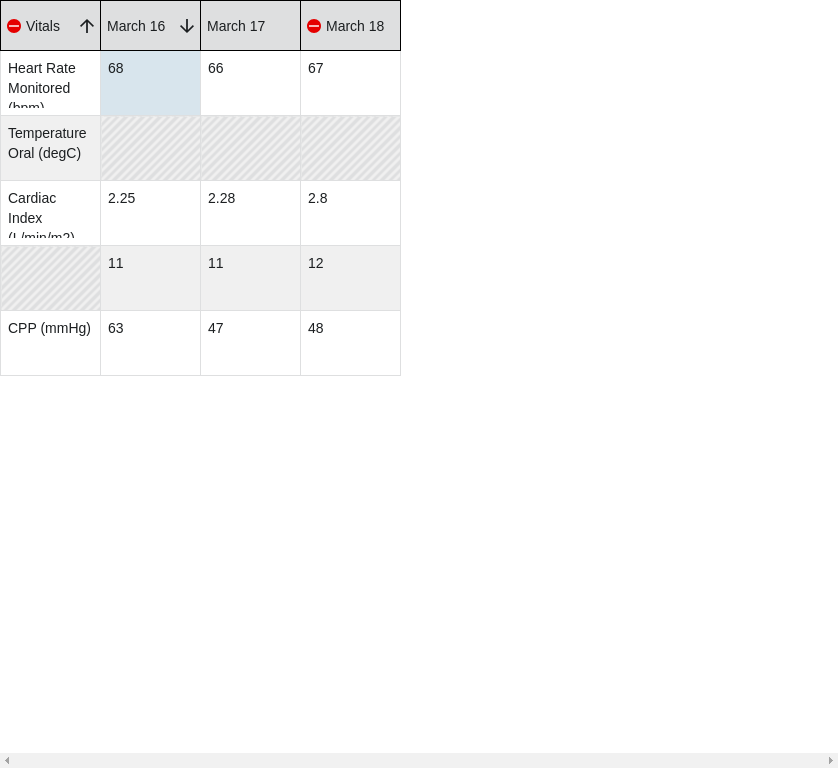 Vitals March 16 March 17 March 18
Heart Rate 68 66 67
Monitored
(bpm)
Temperature
Oral (degC)
Cardiac 2.25 2.28 2.8
Index
(L/min/m2)
11 11 12
CPP (mmHg) 63 47 48